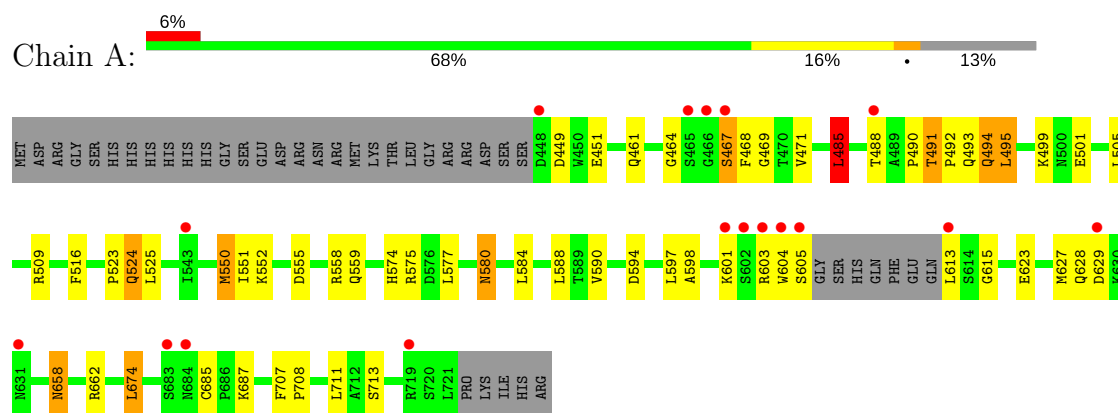 6%
Chain A:
68% 16% • 13%
MET ASP ARG GLY SER HIS HIS HIS HIS HIS HIS GLY SER GLU ASP ARG ASN ARG MET LYS THR LEU GLY ARG ARG ASP SER SER D448 D449 W450 E451 Q461 G464 S465 G466 S467 F468 G469 T470 V471 L485 T488 A489 P490 T491 P492 Q493 Q494 L495 K499 N500 E501 L505
R509 F516 P523 Q524 L525 I543 M550 I551 K552 D555 R558 Q559 H574 R575 D576 L577 N580 L584 L588 T589 V590 D594 L597 A598 K601 S602 R603 W604 S605 GLY SER HIS GLN PHE GLU GLN L613 S614 G615 E623 M627 Q628 D629 K630
N631 N658 R662 L674 S683 N684 C685 P686 K687 F707 P708 L711 A712 S713 R719 S720 L721 PRO LYS ILE HIS ARG